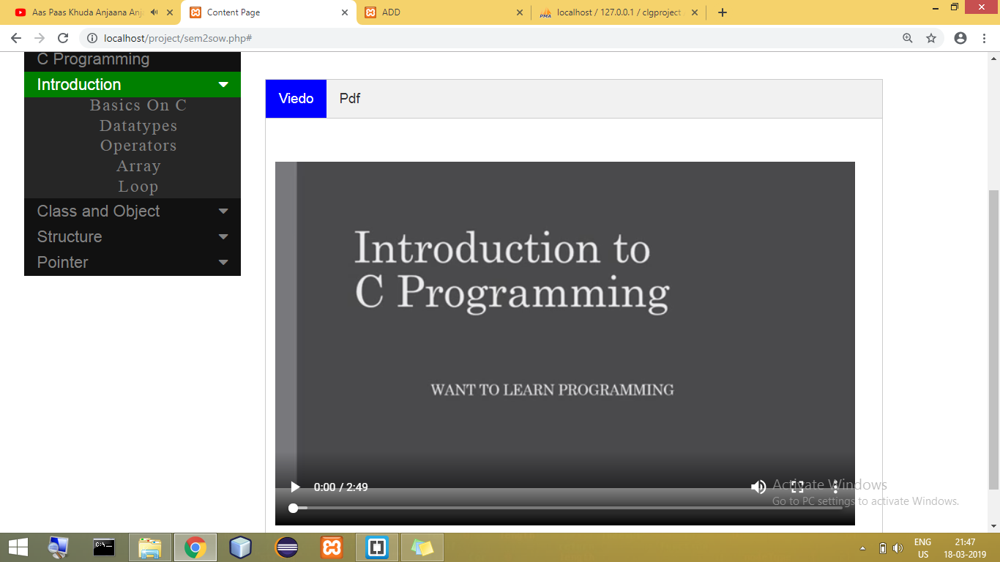 Aas Paas Khuda Anjaana Anj
Content Page
ADD
PMA
localhost / 127.0.0.1 / clgproject
localhost/project/sem2sow.php#
C Programming
Introduction
Basics On C
Datatypes
Operators
Array
Loop
Class and Object
Structure
Pointer
Viedo
Pdf
Introduction to
C Programming
WANT TO LEARN PROGRAMMING
0:00 / 2:49
Activate Windows
Go to PC settings to activate Windows.
C:\
ENG
US
21:47
18-03-2019